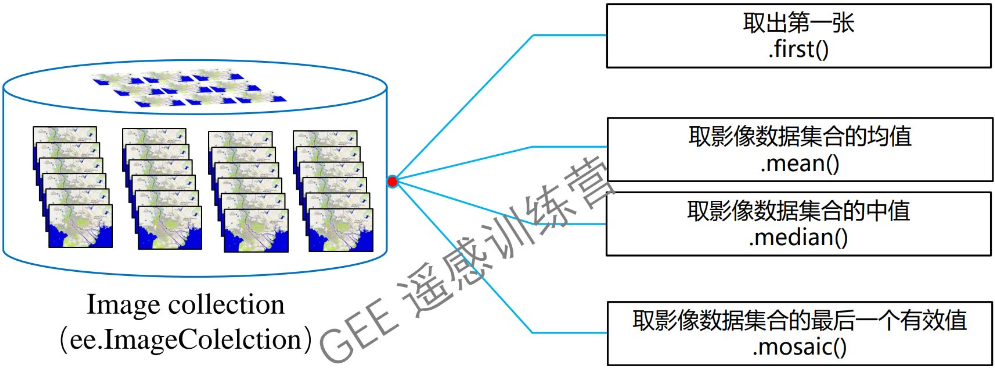 取出第一张
.first()
取影像数据集合的均值
.mean()
取影像数据集合的中值
.median()
取影像数据集合的最后一个有效值
.mosaic()
Image collection
(ee.ImageColelction)
GEE 遥感训练营